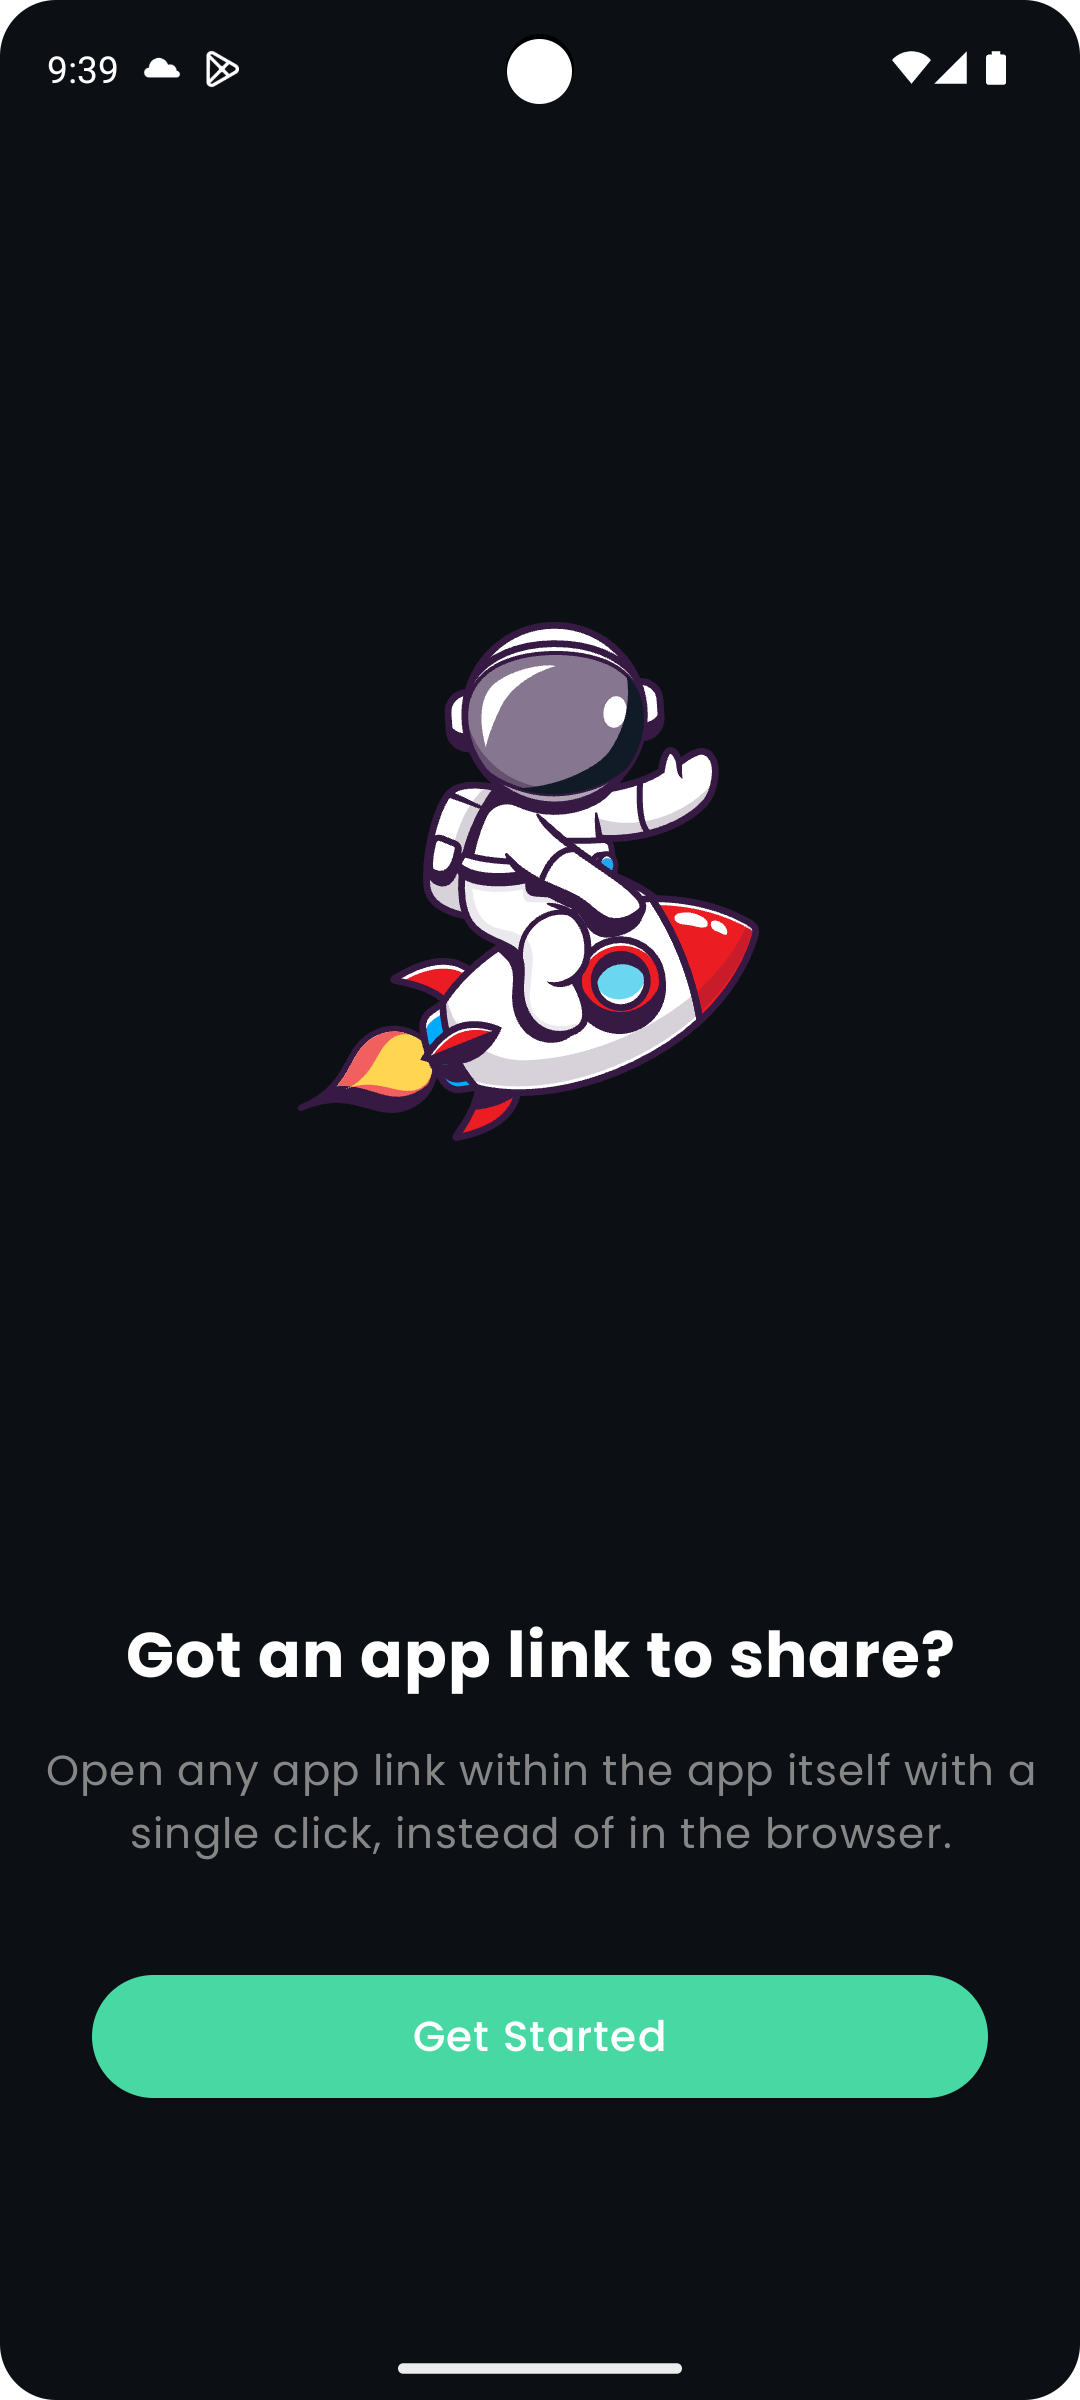 9:39
Got an app link to share?
Open any app link within the app itself with a
single click, instead of in the browser.
Get Started